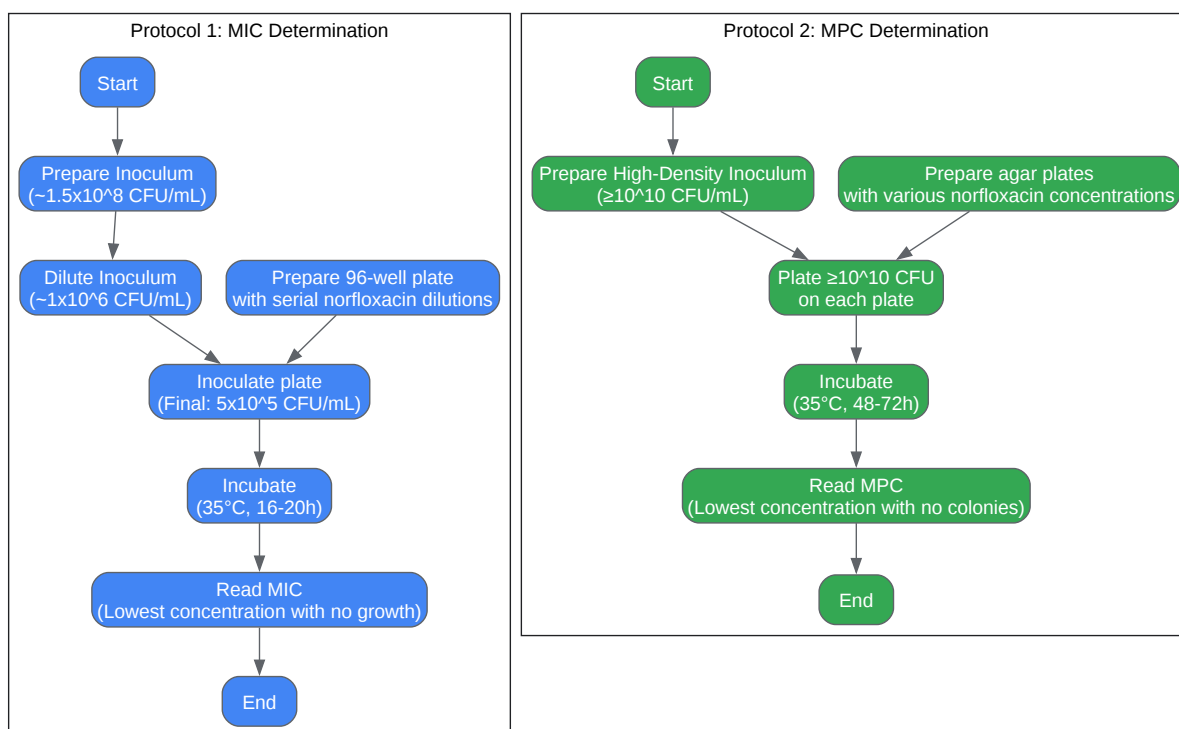 Protocol 1: MIC Determination
Start
Prepare Inoculum
(~1.5x10^8 CFU/mL)
Dilute Inoculum
(~1x10^6 CFU/mL)
Prepare 96-well plate
with serial norfloxacin dilutions
Inoculate plate
(Final: 5x10^5 CFU/mL)
Incubate
(35°C, 16-20h)
Read MIC
(Lowest concentration with no growth)
End
Protocol 2: MPC Determination
Start
Prepare High-Density Inoculum
(≥10^10 CFU/mL)
Prepare agar plates
with various norfloxacin concentrations
Plate ≥10^10 CFU
on each plate
Incubate
(35°C, 48-72h)
Read MPC
(Lowest concentration with no colonies)
End